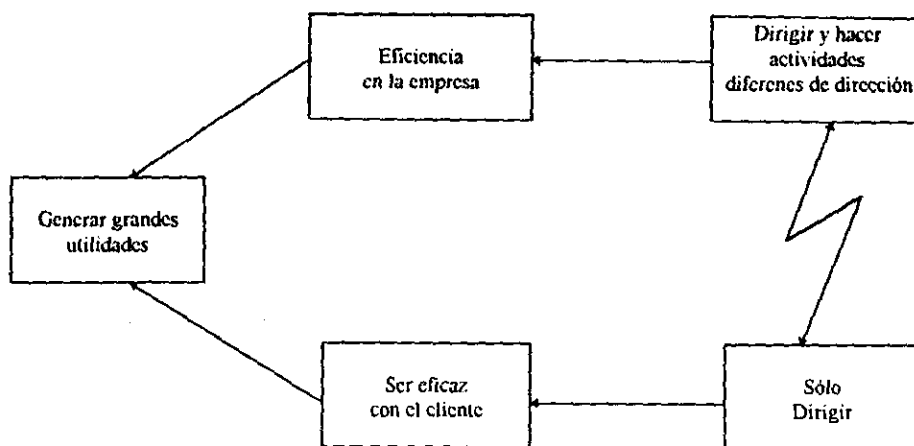 Eficiencia
en la empresa
Dirigir y hacer
actividades
diferenes de dirección
Generar grandes
utilidades
Ser eficaz
con el cliente
Sólo
Dirigir